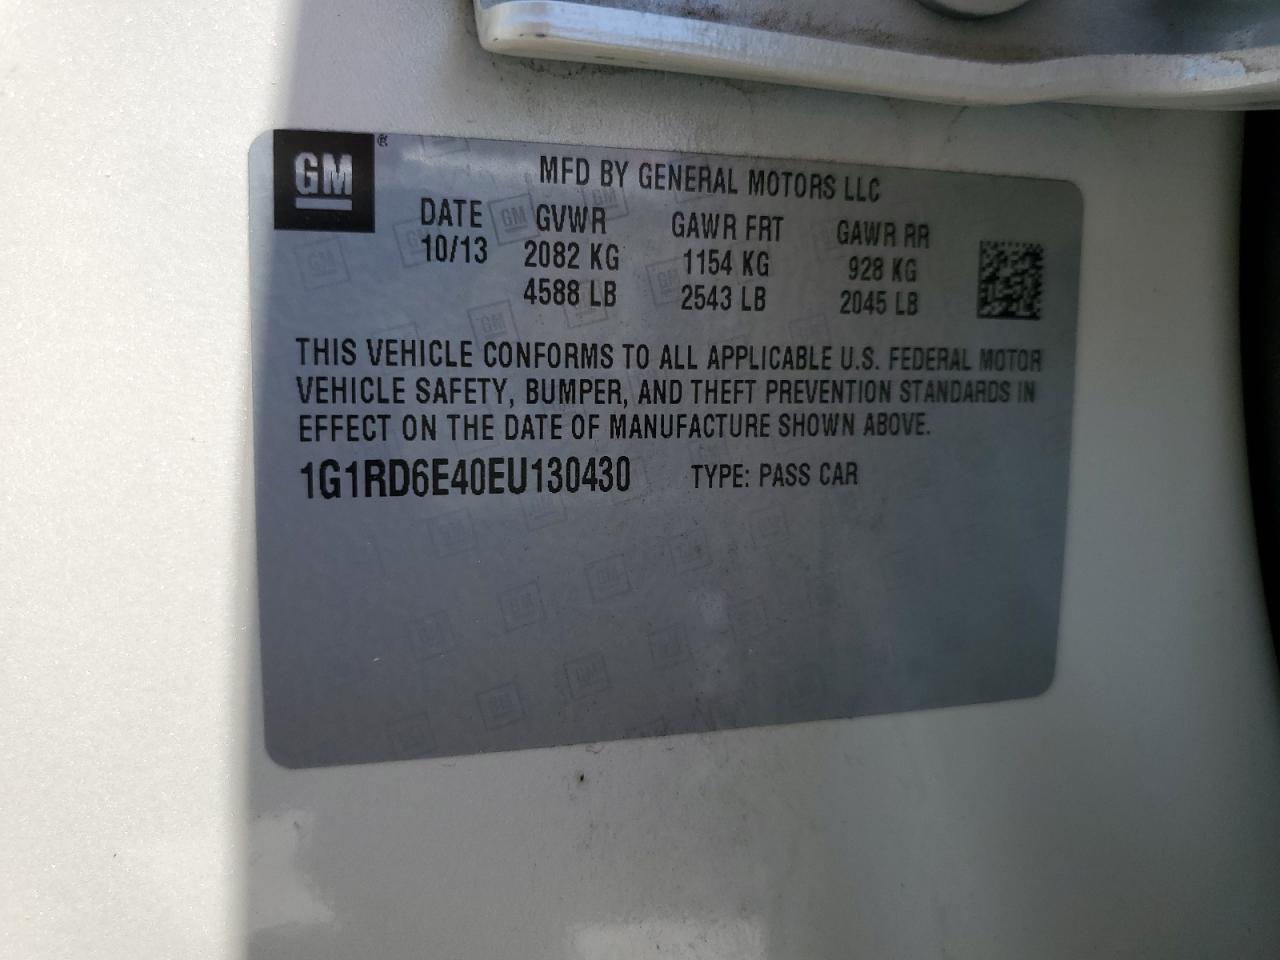 GM®
MFD BY GENERAL MOTORS LLC
DATE GVWR GAWR FRT GAWR RR
10/13 2082 KG 1154 KG 928 KG
4588 LB 2543 LB 2045 LB
THIS VEHICLE CONFORMS TO ALL APPLICABLE U.S. FEDERAL MOTOR
VEHICLE SAFETY, BUMPER, AND THEFT PREVENTION STANDARDS IN
EFFECT ON THE DATE OF MANUFACTURE SHOWN ABOVE.
1G1RD6E40EU130430 TYPE: PASS CAR